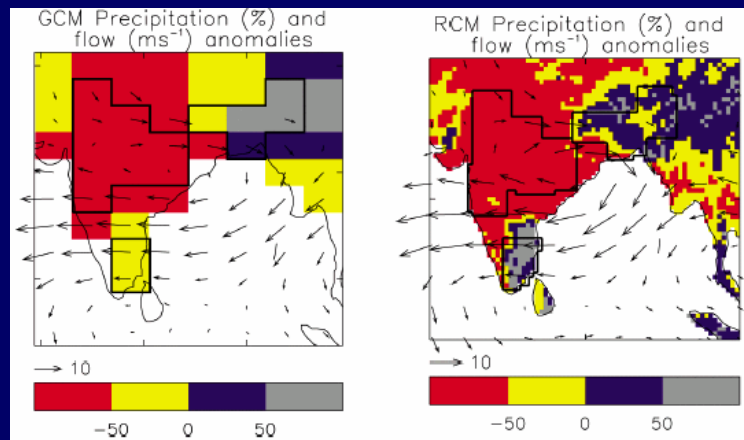 GCM Precipitation (%) and
flow (ms⁻¹) anomalies
10
-50 0 50
RCM Precipitation (%) and
flow (ms⁻¹) anomalies
10
-50 0 50